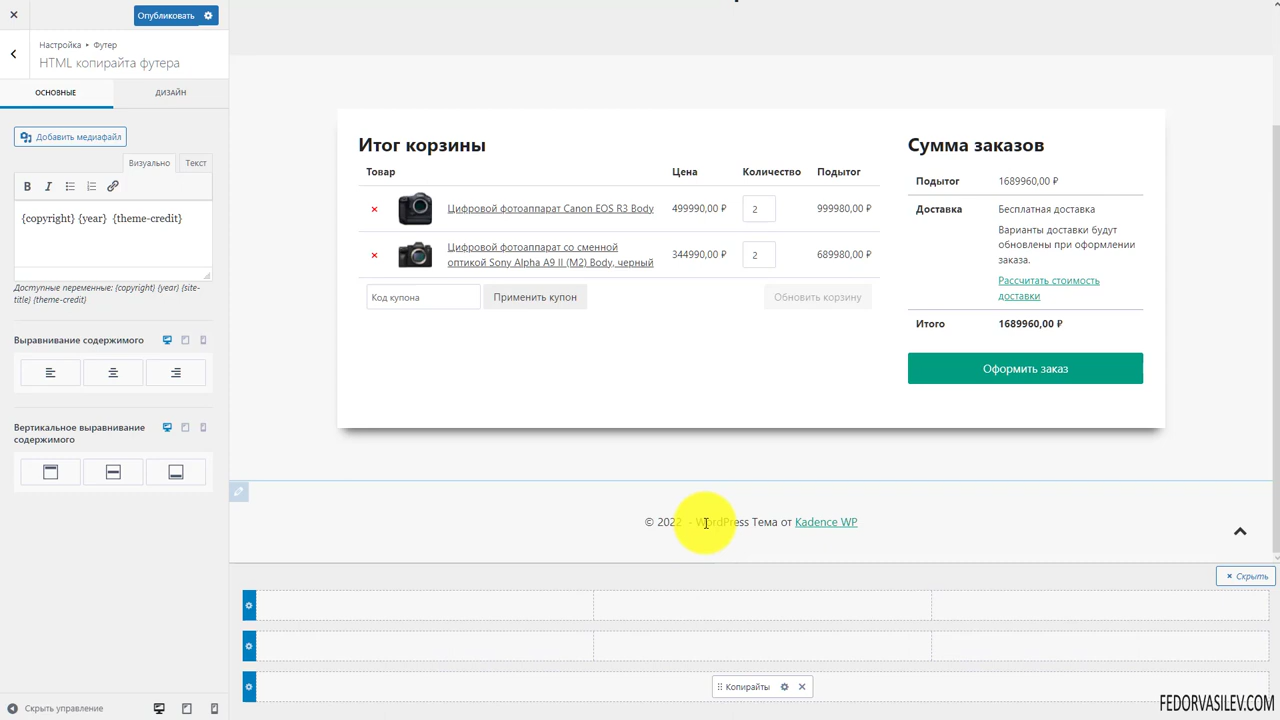 Опубликовать
Настройка ▸ Футер
HTML копирайта футера
ОСНОВНЫЕ
ДИЗАЙН
Добавить медиафайл
Визуально
Текст
B I
{copyright} {year} {theme-credit}
Доступные переменные: {copyright} {year} {site-
title} {theme-credit}
Выравнивание содержимого
Вертикальное выравнивание
содержимого
Скрыть управление
Итог корзины
Товар
Цена
Количество
Подытог
×
Цифровой фотоаппарат Canon EOS R3 Body
499990,00 ₽
2
999980,00 ₽
×
Цифровой фотоаппарат со сменной
оптикой Sony Alpha A9 II (M2) Body, черный
344990,00 ₽
2
689980,00 ₽
Код купона
Применить купон
Обновить корзину
Сумма заказов
Подытог
1689960,00 ₽
Доставка
Бесплатная доставка
Варианты доставки будут
обновлены при оформлении
заказа.
Рассчитать стоимость
доставки
Итого
1689960,00 ₽
Оформить заказ
© 2022 - WordPress Тема от Kadence WP
× Скрыть
Копирайты
FEDORVASILEV.COM